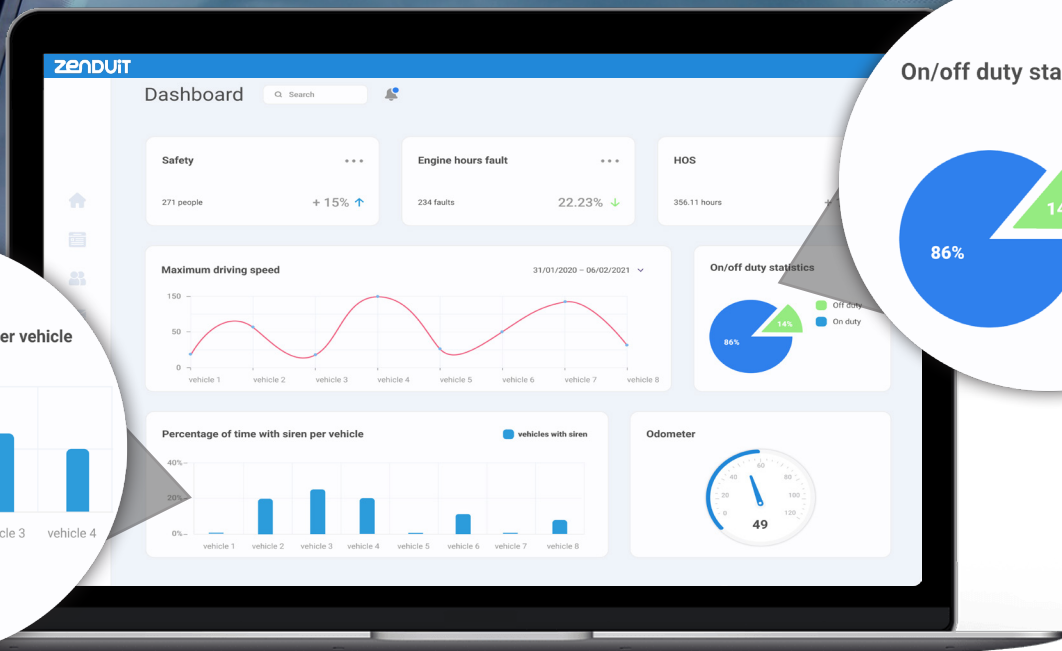 ZENDUIT
Dashboard
Search
Safety
271 people
+ 15%
Engine hours fault
234 faults
22.23%
HOS
356.11 hours
Maximum driving speed
31/01/2020 – 06/02/2021
150
50
0
vehicle 1 vehicle 2 vehicle 3 vehicle 4 vehicle 5 vehicle 6 vehicle 7 vehicle 8
On/off duty statistics
86%
14%
Off duty
On duty
Percentage of time with siren per vehicle
vehicles with siren
40%
20%
0%
vehicle 1 vehicle 2 vehicle 3 vehicle 4 vehicle 5 vehicle 6 vehicle 7 vehicle 8
Odometer
0 20 40 60 80 100 120
49
On/off duty sta
86%
14
er vehicle
cle 3 vehicle 4